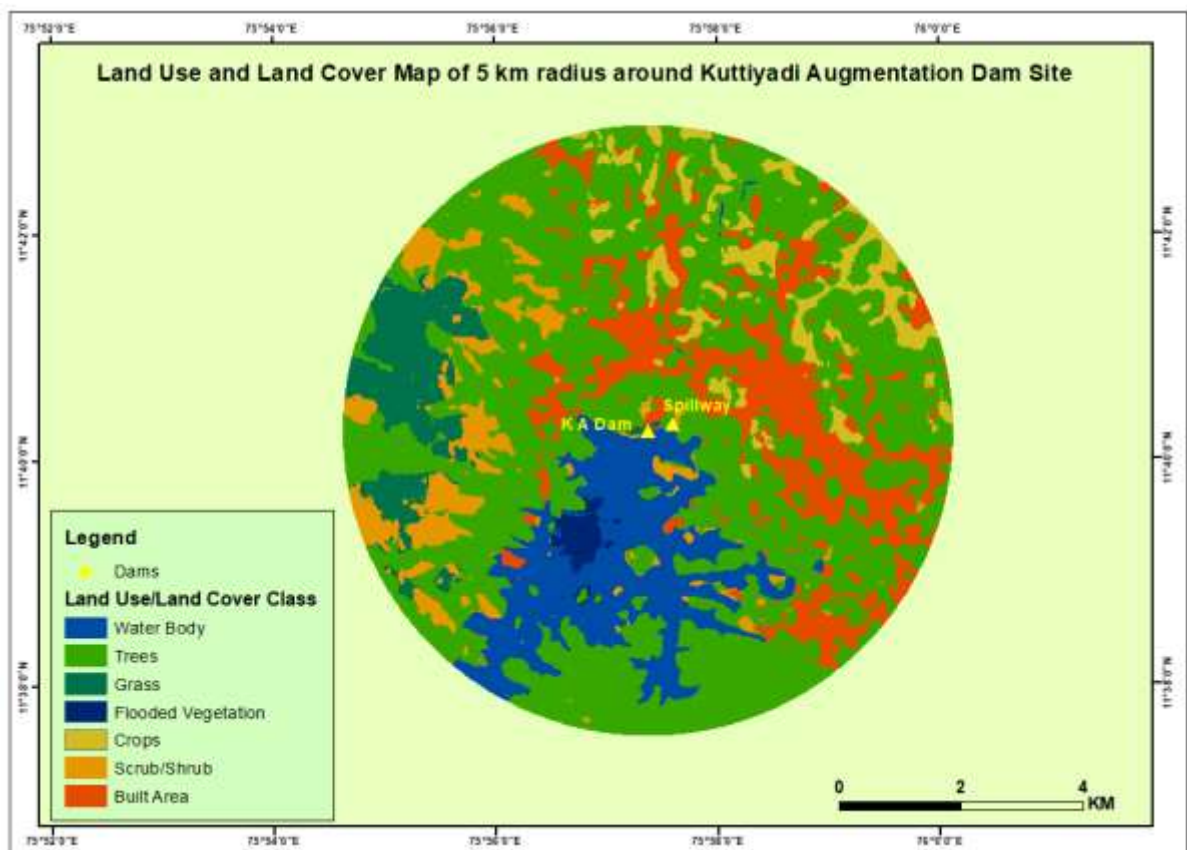 75°52'0"E 75°54'0"E 75°56'0"E 75°58'0"E 76°0'0"E
Land Use and Land Cover Map of 5 km radius around Kuttiyadi Augmentation Dam Site
11°42'0"N 11°42'0"N
Spillway
K A Dam
11°40'0"N 11°40'0"N
Legend
Dams
Land Use/Land Cover Class
Water Body
Trees
Grass
Flooded Vegetation
Crops
Scrub/Shrub
Built Area
11°38'0"N 11°38'0"N
0 2 4
KM
75°52'0"E 75°54'0"E 75°56'0"E 75°58'0"E 76°0'0"E